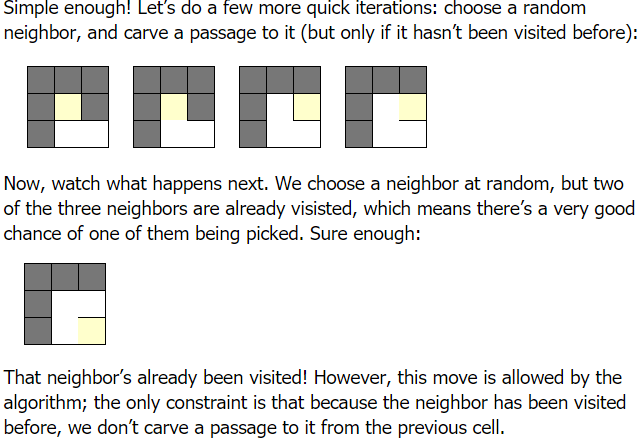 Simple enough! Let's do a few more quick iterations: choose a random
neighbor, and carve a passage to it (but only if it hasn't been visited before):
Now, watch what happens next. We choose a neighbor at random, but two
of the three neighbors are already visisted, which means there's a very good
chance of one of them being picked. Sure enough:
That neighbor's already been visited! However, this move is allowed by the
algorithm; the only constraint is that because the neighbor has been visited
before, we don't carve a passage to it from the previous cell.